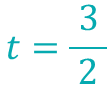 t = 3/2